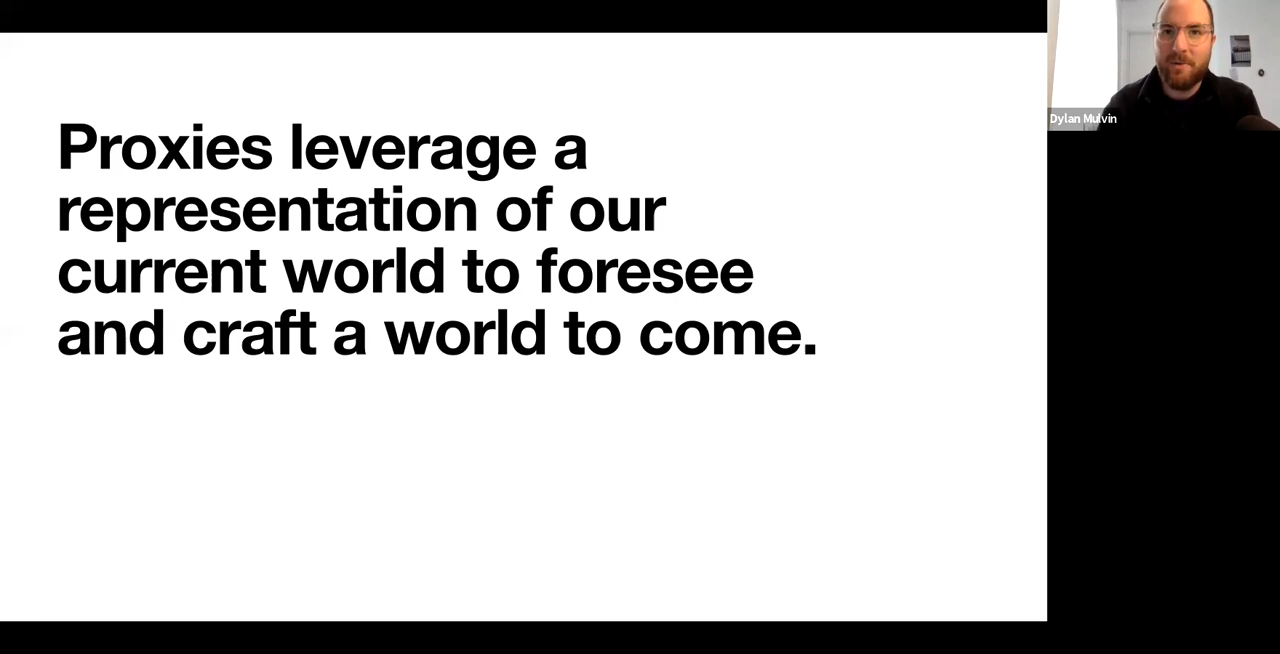 Proxies leverage a
representation of our
current world to foresee
and craft a world to come.
Dylan Mulvin